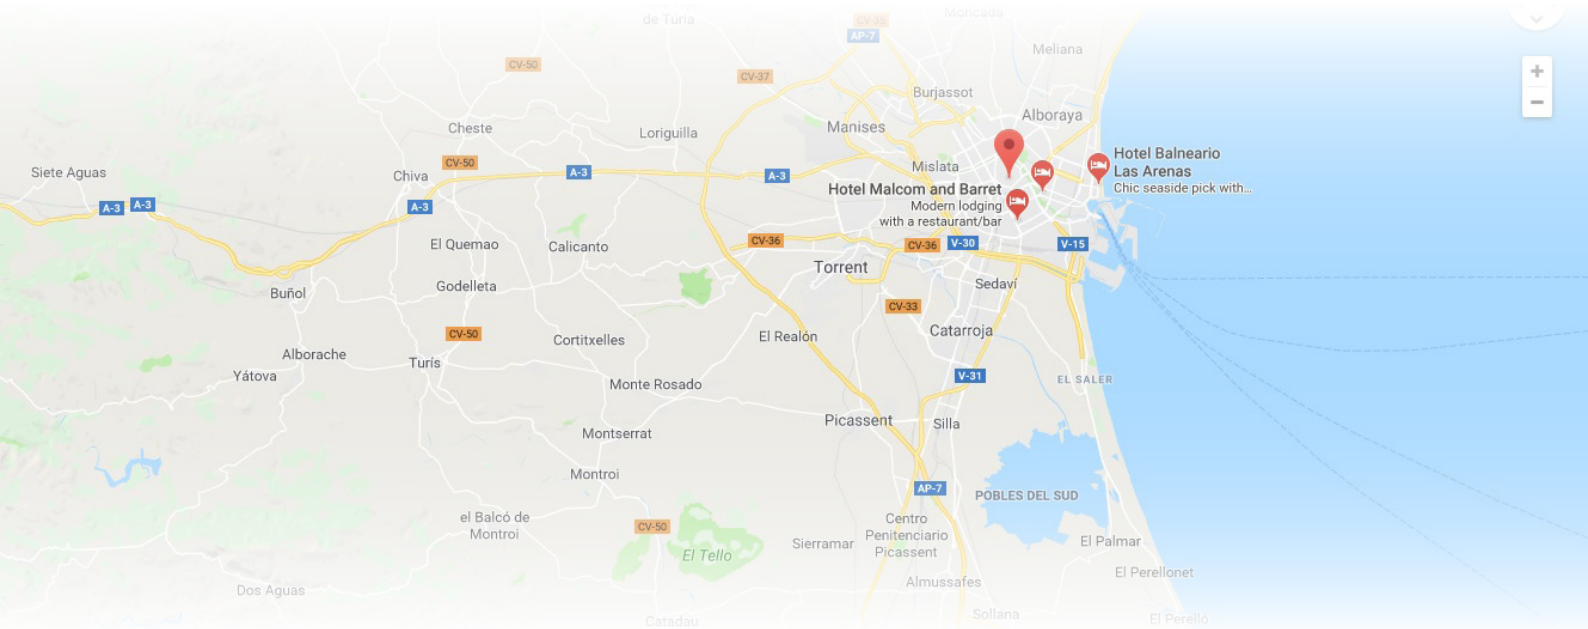 de Turia
Moncada
CV-35
AP-7
Meliana
CV-50
CV-37
Burjassot
Alboraya
Cheste
Loriguilla
Manises
Siete Aguas
CV-50
Chiva
A-3
A-3
Mislata
Hotel Balneario
Las Arenas
Chic seaside pick with...
Hotel Malcom and Barret
Modern lodging
with a restaurant/bar
A-3
A-3
A-3
El Quemao
Calicanto
CV-36
CV-36
V-30
V-15
Torrent
Buñol
Godelleta
Sedaví
CV-33
CV-50
Cortitxelles
El Realón
Catarroja
Alborache
Turís
Yátova
Monte Rosado
V-31
EL SALER
Picassent
Silla
Montserrat
Montroi
AP-7
POBLES DEL SUD
el Balcó de
Montroi
CV-50
El Tello
Sierramar
Centro
Penitenciario
Picassent
El Palmar
El Perellonet
Almussafes
Dos Aguas
Catadau
Sollana
El Perelló